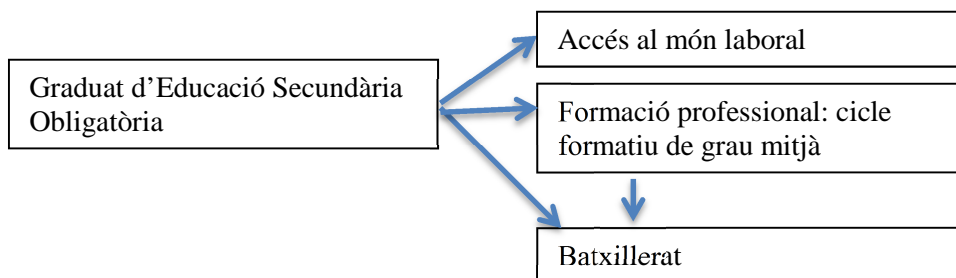 Accés al món laboral
Graduat d’Educació Secundària
Obligatòria
Formació professional: cicle
formatiu de grau mitjà
Batxillerat